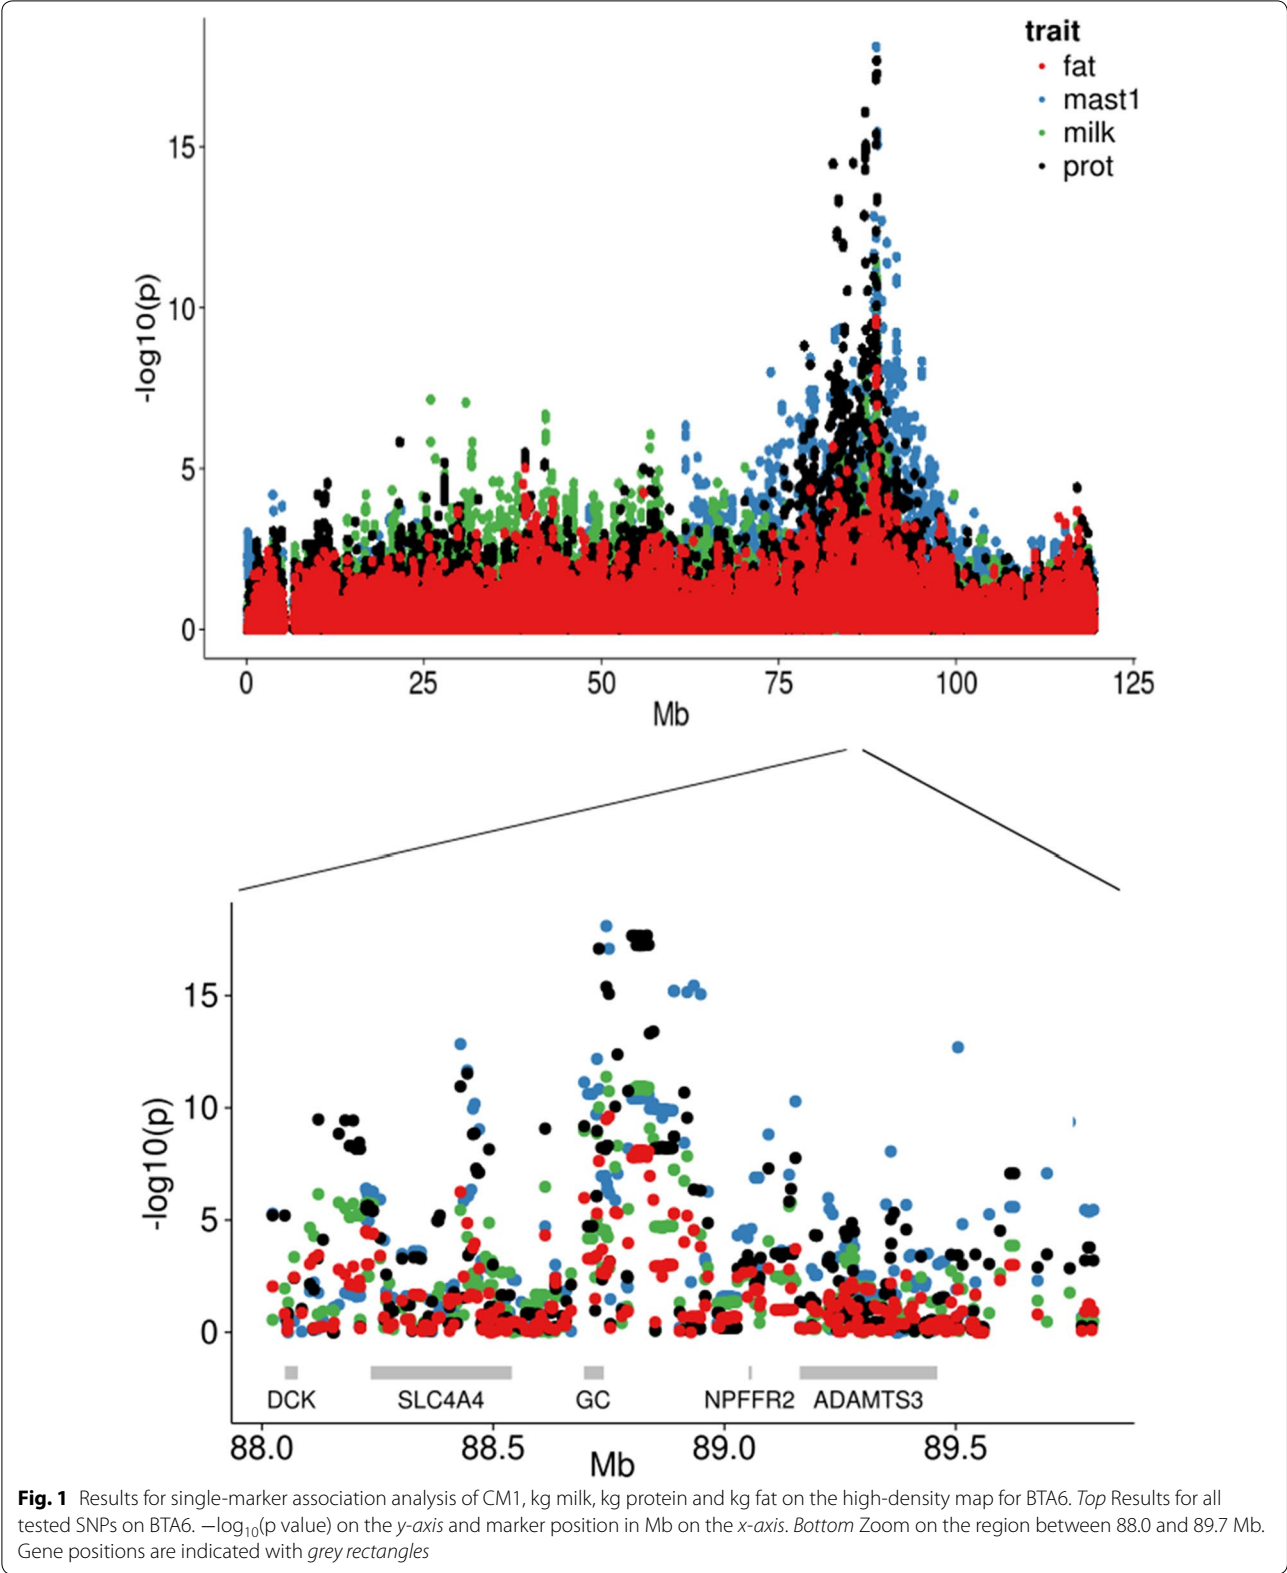 trait
fat
mast1
milk
prot
15
10
5
0
-log10(p)
0 25 50 75 100 125
Mb
15
10
5
0
-log10(p)
DCK SLC4A4 GC NPFFR2 ADAMTS3
88.0 88.5 89.0 89.5
Mb
Fig. 1 Results for single-marker association analysis of CM1, kg milk, kg protein and kg fat on the high-density map for BTA6. Top Results for all
tested SNPs on BTA6. −log10(p value) on the y-axis and marker position in Mb on the x-axis. Bottom Zoom on the region between 88.0 and 89.7 Mb.
Gene positions are indicated with grey rectangles